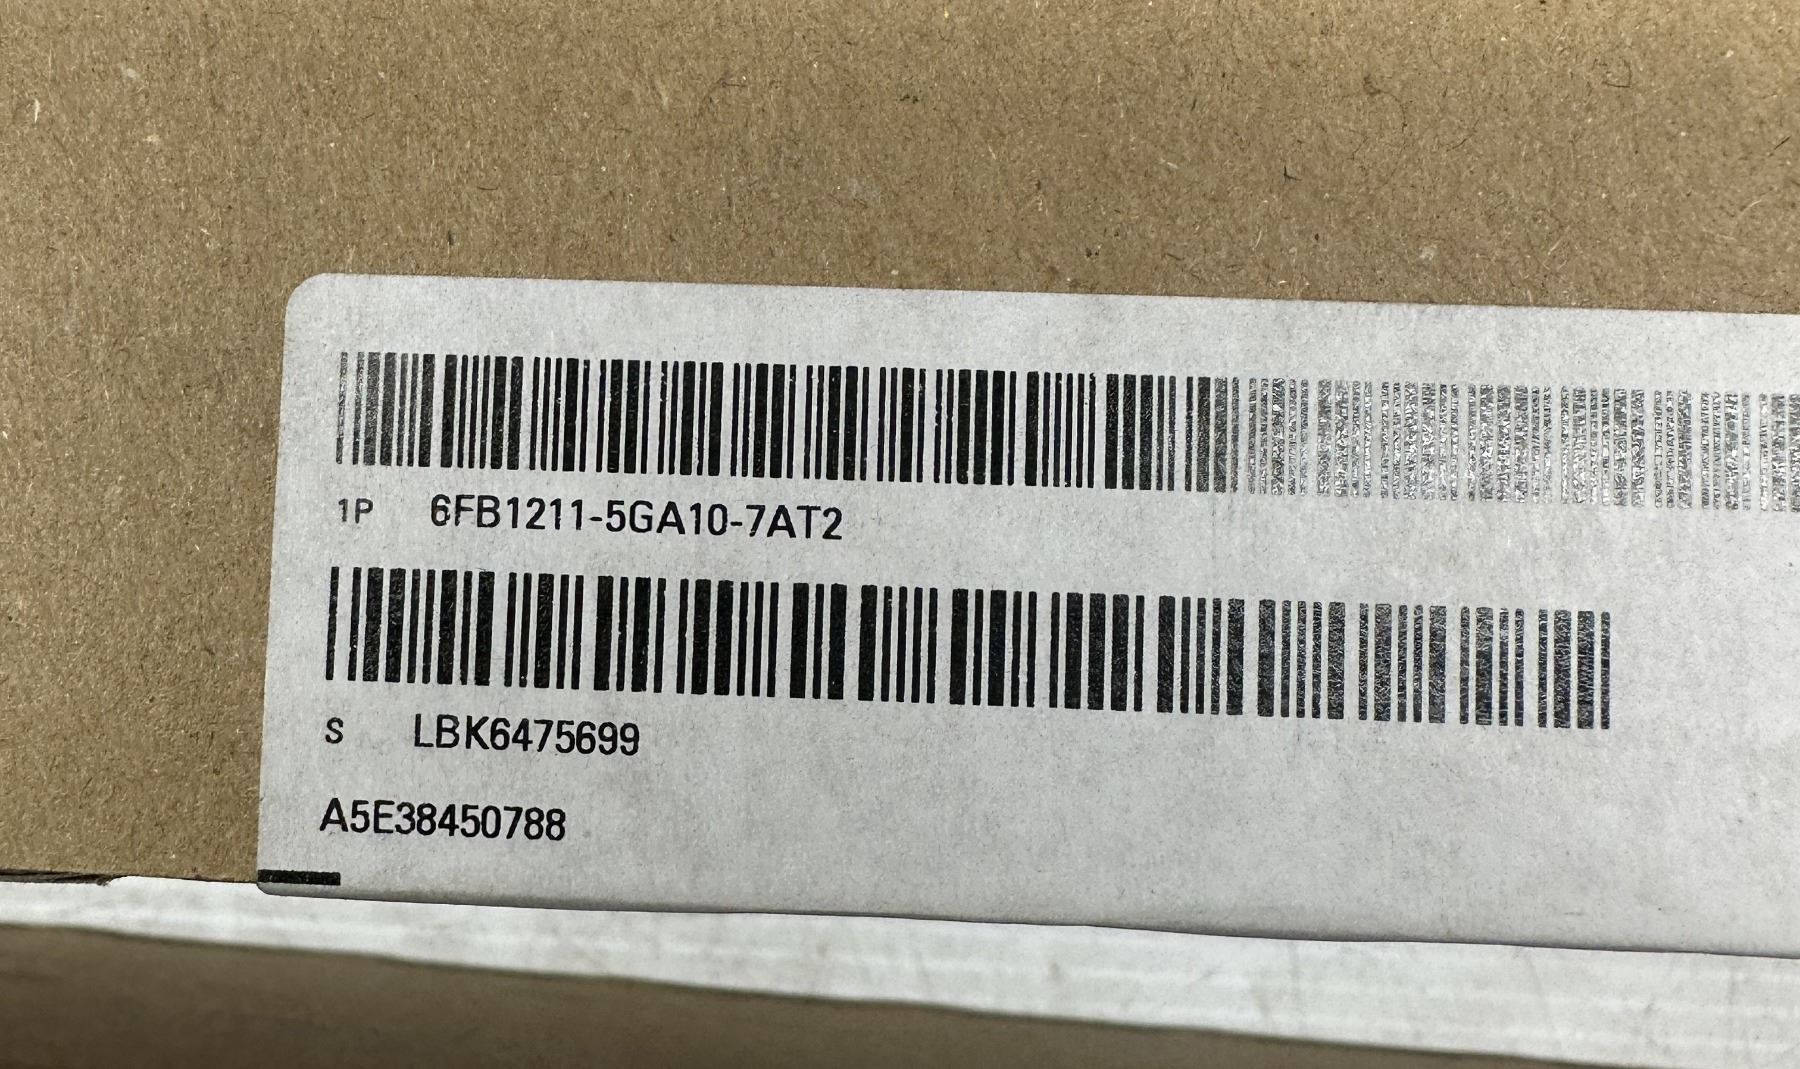 1P 6FB1211-5GA10-7AT2
S LBK6475699
A5E38450788